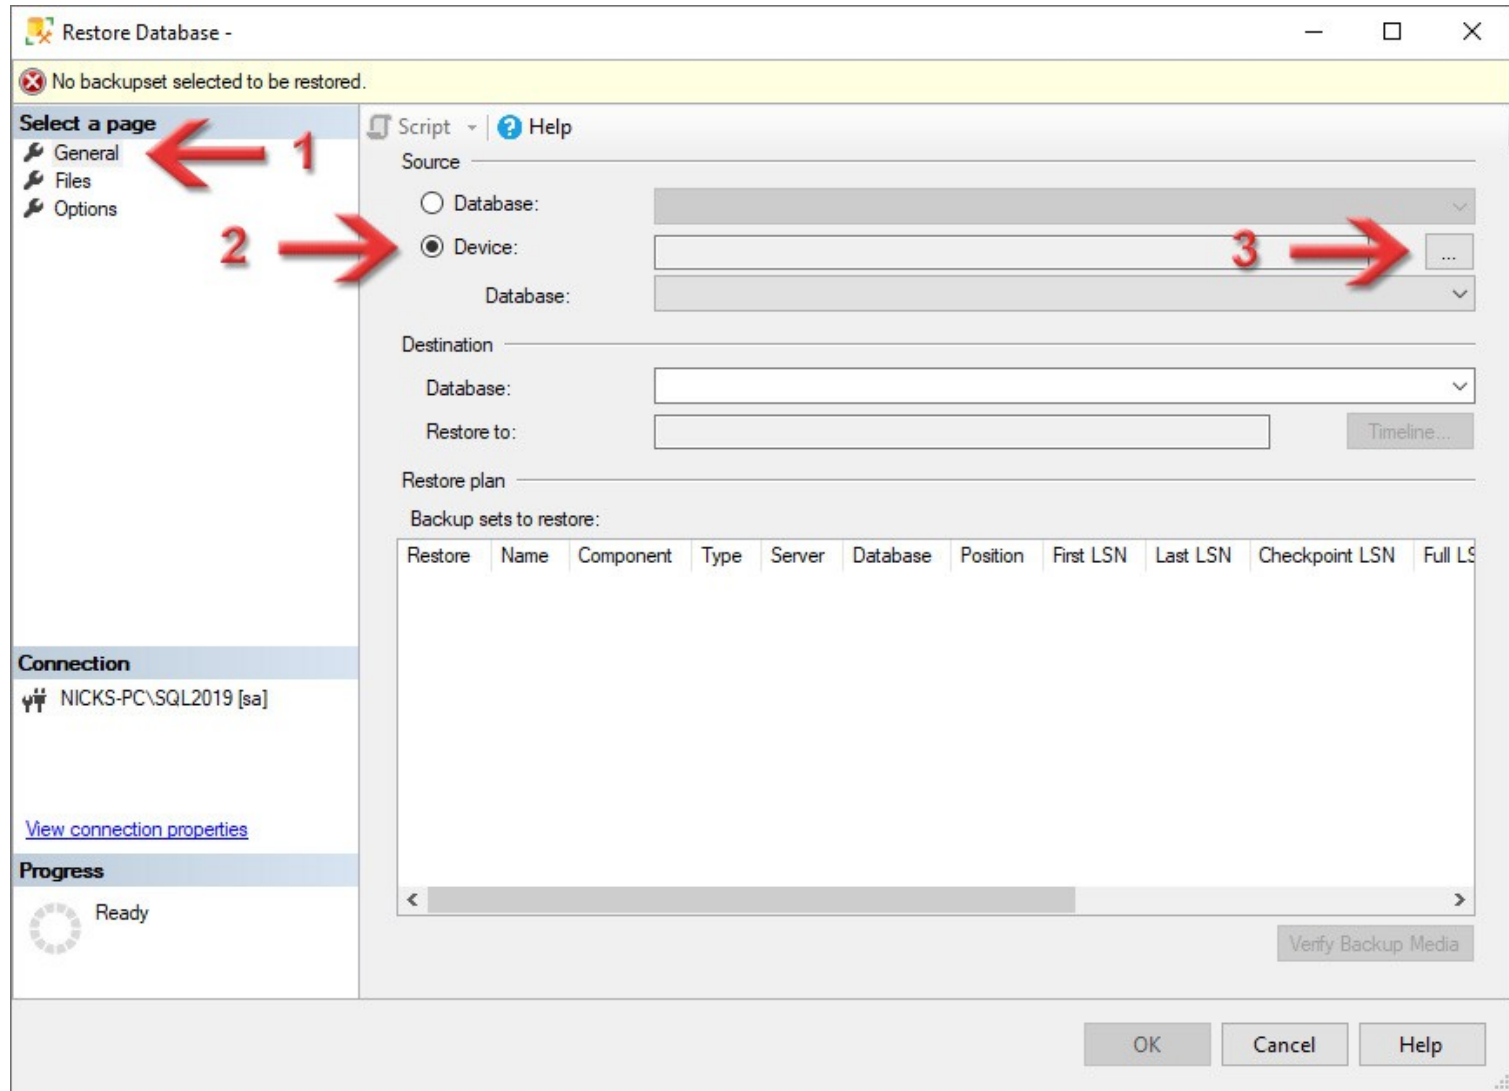 Restore Database -
No backupset selected to be restored.
Select a page
General
Files
Options
1
2
3
Script
? Help
Source
Database:
Device:
...
Database:
Destination
Database:
Restore to:
Timeline...
Restore plan
Backup sets to restore:
Restore Name Component Type Server Database Position First LSN Last LSN Checkpoint LSN Full LS
Connection
NICKS-PC\SQL2019 [sa]
View connection properties
Progress
Ready
Verify Backup Media
OK Cancel Help